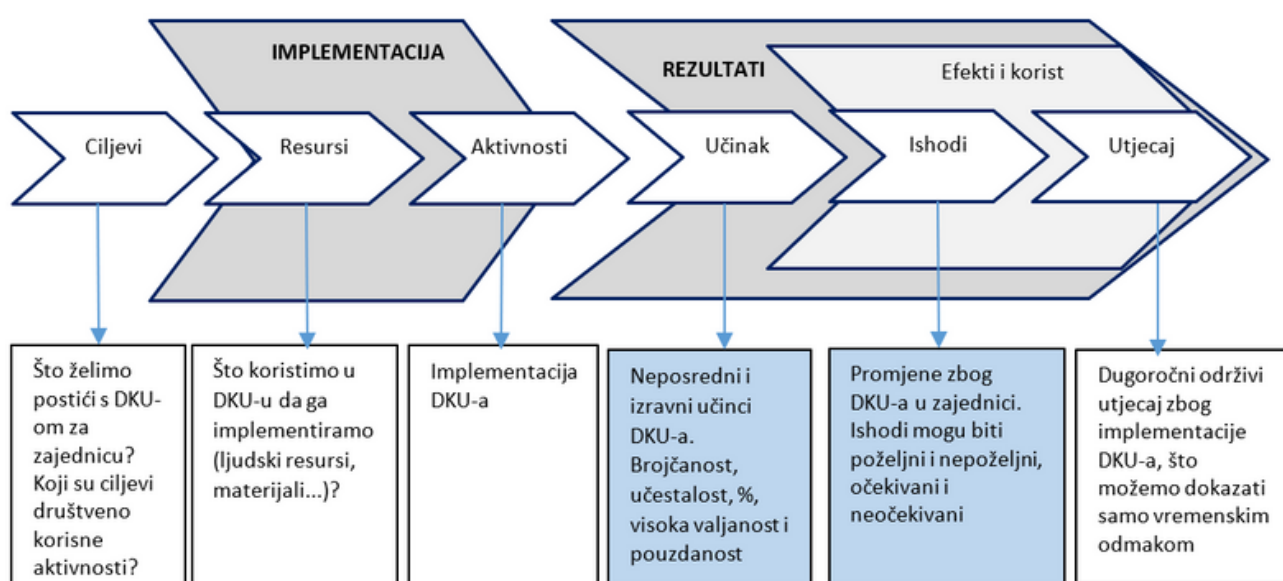 IMPLEMENTACIJA
REZULTATI
Efekti i korist
Ciljevi
Resursi
Aktivnosti
Učinak
Ishodi
Utjecaj
Što želimo
postići s DKU-
om za
zajednicu?
Koji su ciljevi
društveno
korisne
aktivnosti?
Što koristimo u
DKU-u da ga
implementiramo
(ljudski resursi,
materijali...)?
Implementacija
DKU-a
Neposredni i
izravni učinci
DKU-a.
Brojčanost,
učestalost, %,
visoka valjanost i
pouzdanost
Promjene zbog
DKU-a u zajednici.
Ishodi mogu biti
poželjni i nepoželjni,
očekivani i
neočekivani
Dugoročni održivi
utjecaj zbog
implementacije
DKU-a, što
možemo dokazati
samo vremenskim
odmakom